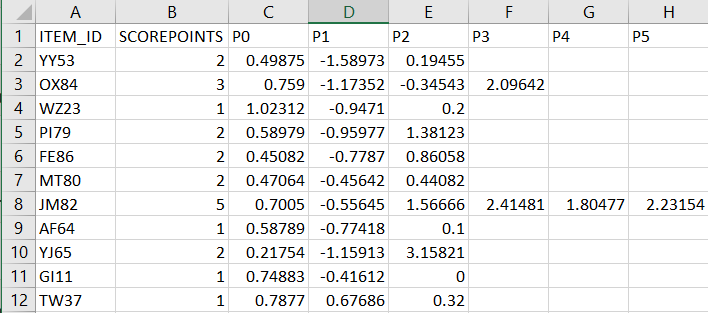 A B C D E F G H
1 ITEM_ID SCOREPOINTS P0 P1 P2 P3 P4 P5
2 YY53 2 0.49875 -1.58973 0.19455
3 OX84 3 0.759 -1.17352 -0.34543 2.09642
4 WZ23 1 1.02312 -0.9471 0.2
5 PI79 2 0.58979 -0.95977 1.38123
6 FE86 2 0.45082 -0.7787 0.86058
7 MT80 2 0.47064 -0.45642 0.44082
8 JM82 5 0.7005 -0.55645 1.56666 2.41481 1.80477 2.23154
9 AF64 1 0.58789 -0.77418 0.1
10 YJ65 2 0.21754 -1.15913 3.15821
11 GI11 1 0.74883 -0.41612 0
12 TW37 1 0.7877 0.67686 0.32